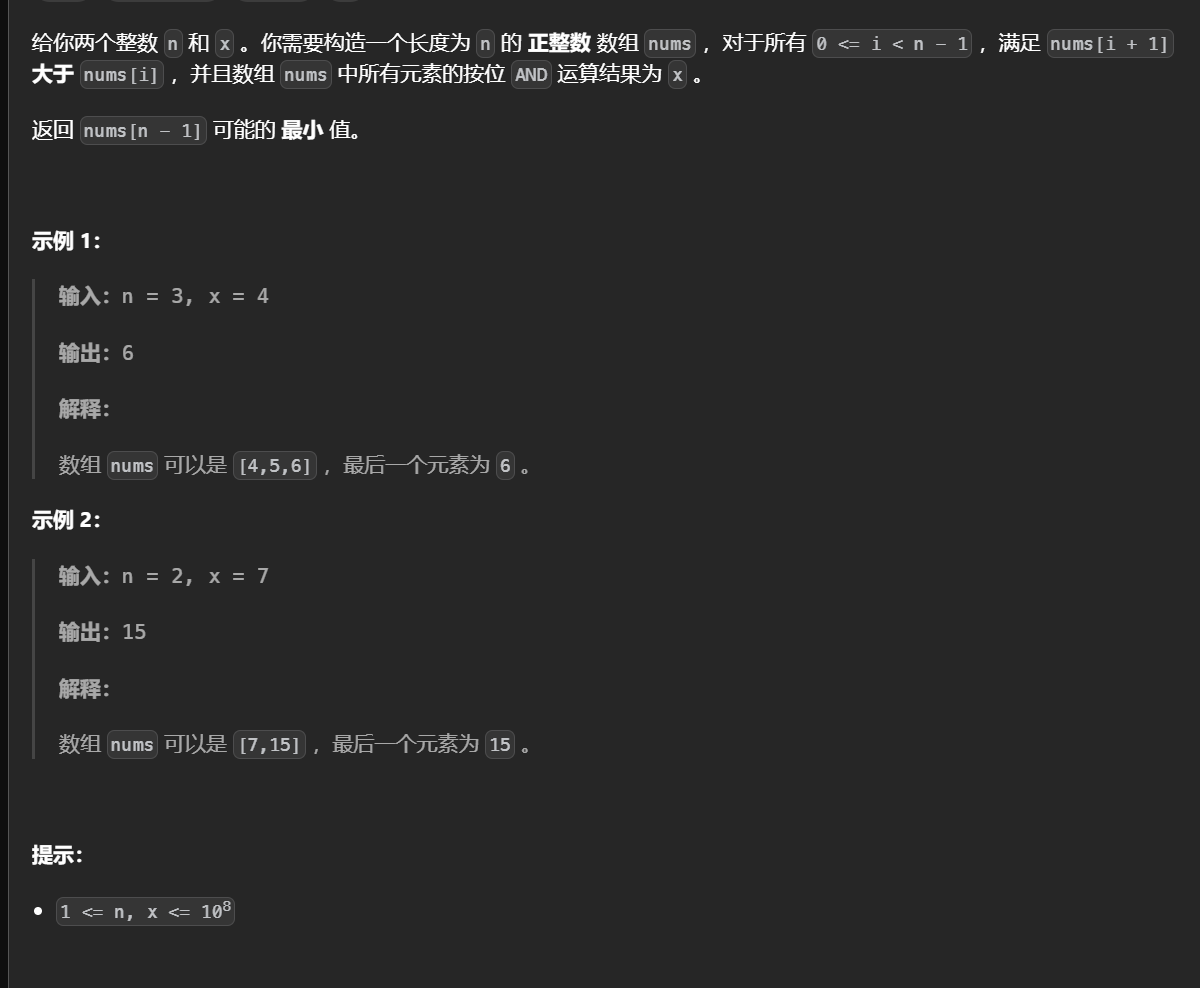 给你两个整数 n 和 x 。你需要构造一个长度为 n 的 正整数 数组 nums ，对于所有 0 <= i < n - 1 ，满足 nums[i + 1]
大于 nums[i] ，并且数组 nums 中所有元素的按位 AND 运算结果为 x 。
返回 nums[n - 1] 可能的 最小 值。
示例 1：
输入：n = 3, x = 4
输出：6
解释：
数组 nums 可以是 [4,5,6] ，最后一个元素为 6 。
示例 2：
输入：n = 2, x = 7
输出：15
解释：
数组 nums 可以是 [7,15] ，最后一个元素为 15 。
提示：
• 1 <= n, x <= 10⁸